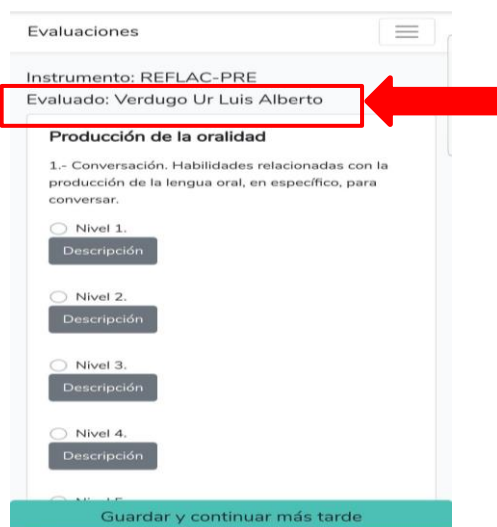 Evaluaciones
Instrumento: REFLAC-PRE
Evaluado: Verdugo Ur Luis Alberto
Producción de la oralidad
1.- Conversación. Habilidades relacionadas con la
producción de la lengua oral, en específico, para
conversar.
Nivel 1.
Descripción
Nivel 2.
Descripción
Nivel 3.
Descripción
Nivel 4.
Descripción
Guardar y continuar más tarde